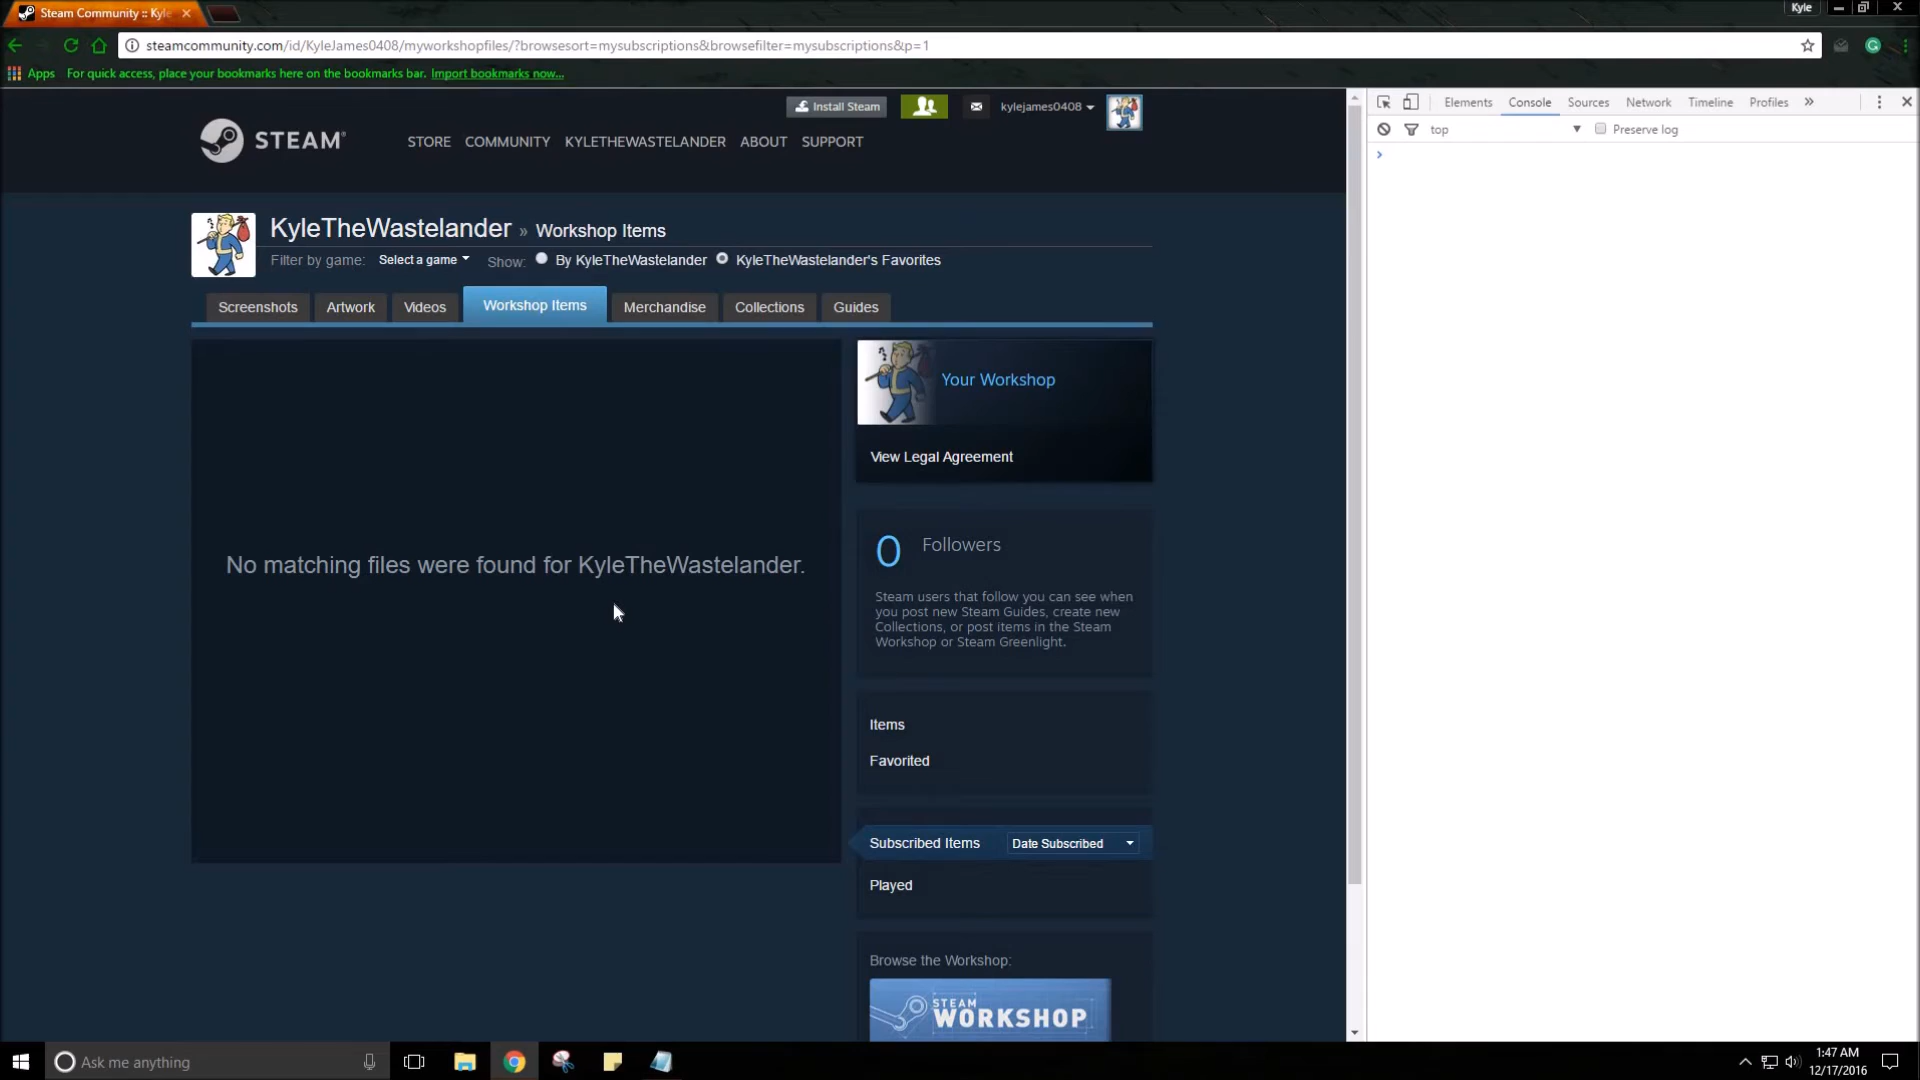 Steam Community :: Kyle
Kyle
steamcommunity.com/id/KyleJames0408/myworkshopfiles/?browsesort=mysubscriptions&browsefilter=mysubscriptions&p=1
Apps For quick access, place your bookmarks here on the bookmarks bar. Import bookmarks now...
Install Steam kylejames0408
STEAM® STORE COMMUNITY KYLETHEWASTELANDER ABOUT SUPPORT
Elements Console Sources Network Timeline Profiles »
top Preserve log
KyleTheWastelander » Workshop Items
Filter by game: Select a game Show: By KyleTheWastelander KyleTheWastelander's Favorites
Screenshots Artwork Videos Workshop Items Merchandise Collections Guides
No matching files were found for KyleTheWastelander.
Your Workshop
View Legal Agreement
0 Followers
Steam users that follow you can see when
you post new Steam Guides, create new
Collections, or post items in the Steam
Workshop or Steam Greenlight.
Items
Favorited
Subscribed Items Date Subscribed
Played
Browse the Workshop:
STEAM
WORKSHOP
Ask me anything
1:47 AM
12/17/2016